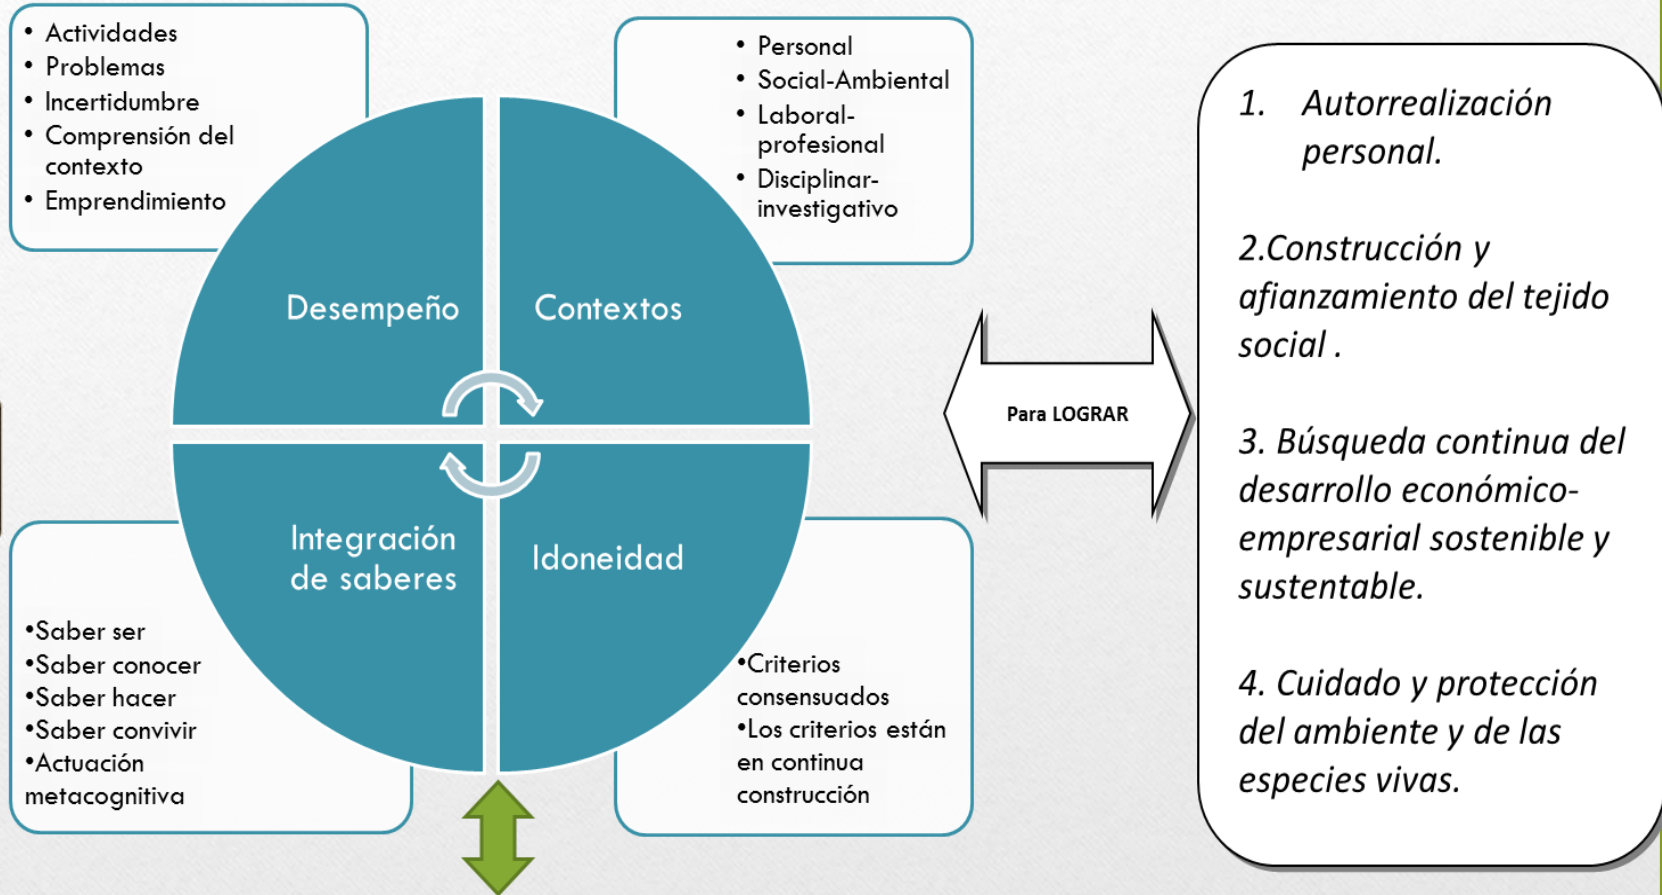 • Actividades
• Problemas
• Incertidumbre
• Comprensión del
contexto
• Emprendimiento
• Personal
• Social-Ambiental
• Laboral-
profesional
• Disciplinar-
investigativo
Desempeño
Contextos
Integración
de saberes
Idoneidad
•Saber ser
•Saber conocer
•Saber hacer
•Saber convivir
•Actuación
metacognitiva
•Criterios
consensuados
•Los criterios están
en continua
construcción
Para LOGRAR
1. Autorrealización
personal.
2.Construcción y
afianzamiento del tejido
social .
3. Búsqueda continua del
desarrollo económico-
empresarial sostenible y
sustentable.
4. Cuidado y protección
del ambiente y de las
especies vivas.